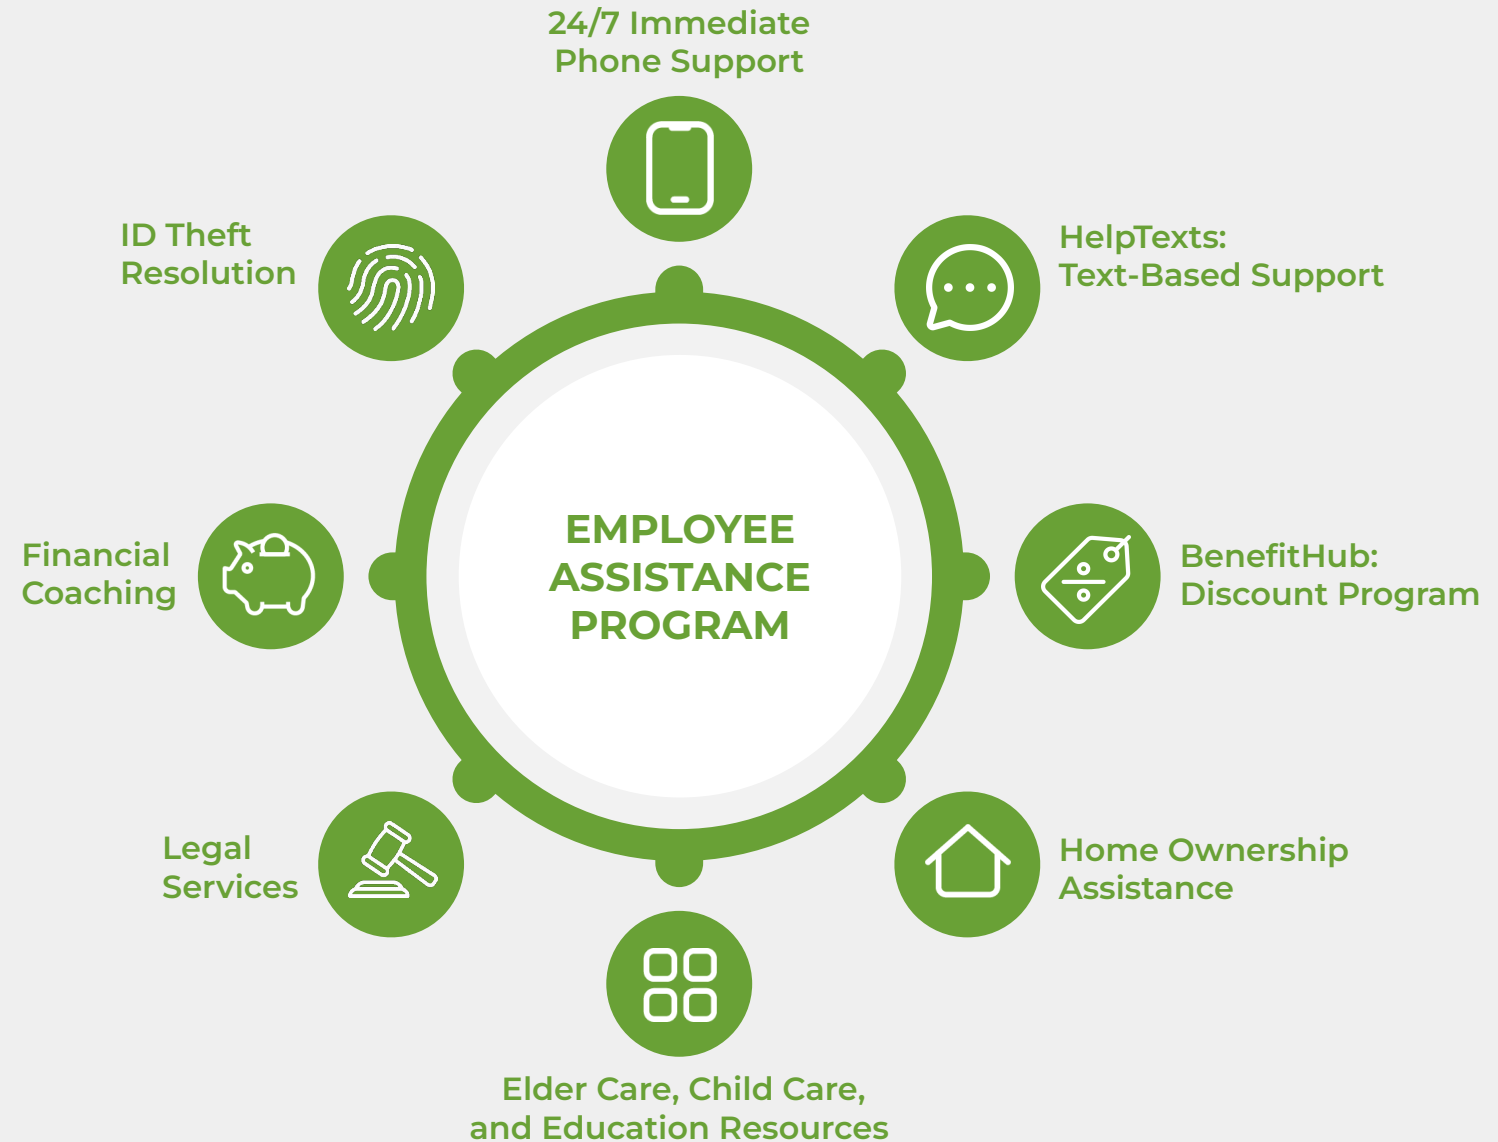 24/7 Immediate
Phone Support
HelpTexts:
Text-Based Support
BenefitHub:
Discount Program
Home Ownership
Assistance
Elder Care, Child Care,
and Education Resources
Legal
Services
Financial
Coaching
ID Theft
Resolution
EMPLOYEE
ASSISTANCE
PROGRAM